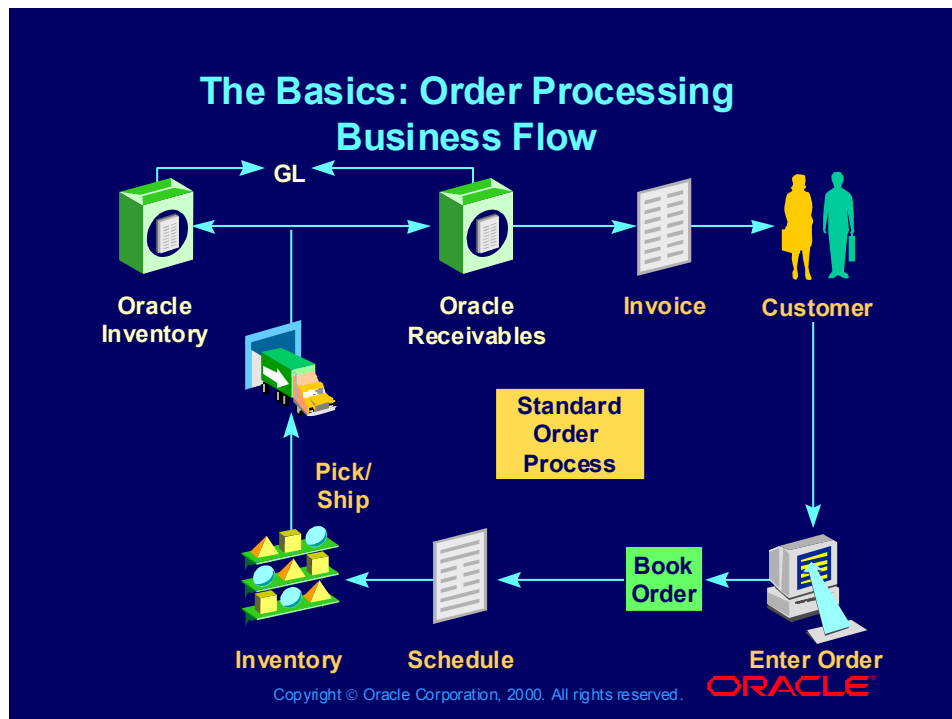 The Basics: Order Processing
Business Flow
GL
Oracle
Inventory
Oracle
Receivables
Invoice
Customer
Standard
Order
Process
Pick/
Ship
Book
Order
Inventory
Schedule
Enter Order
Copyright © Oracle Corporation, 2000. All rights reserved.
ORACLE®